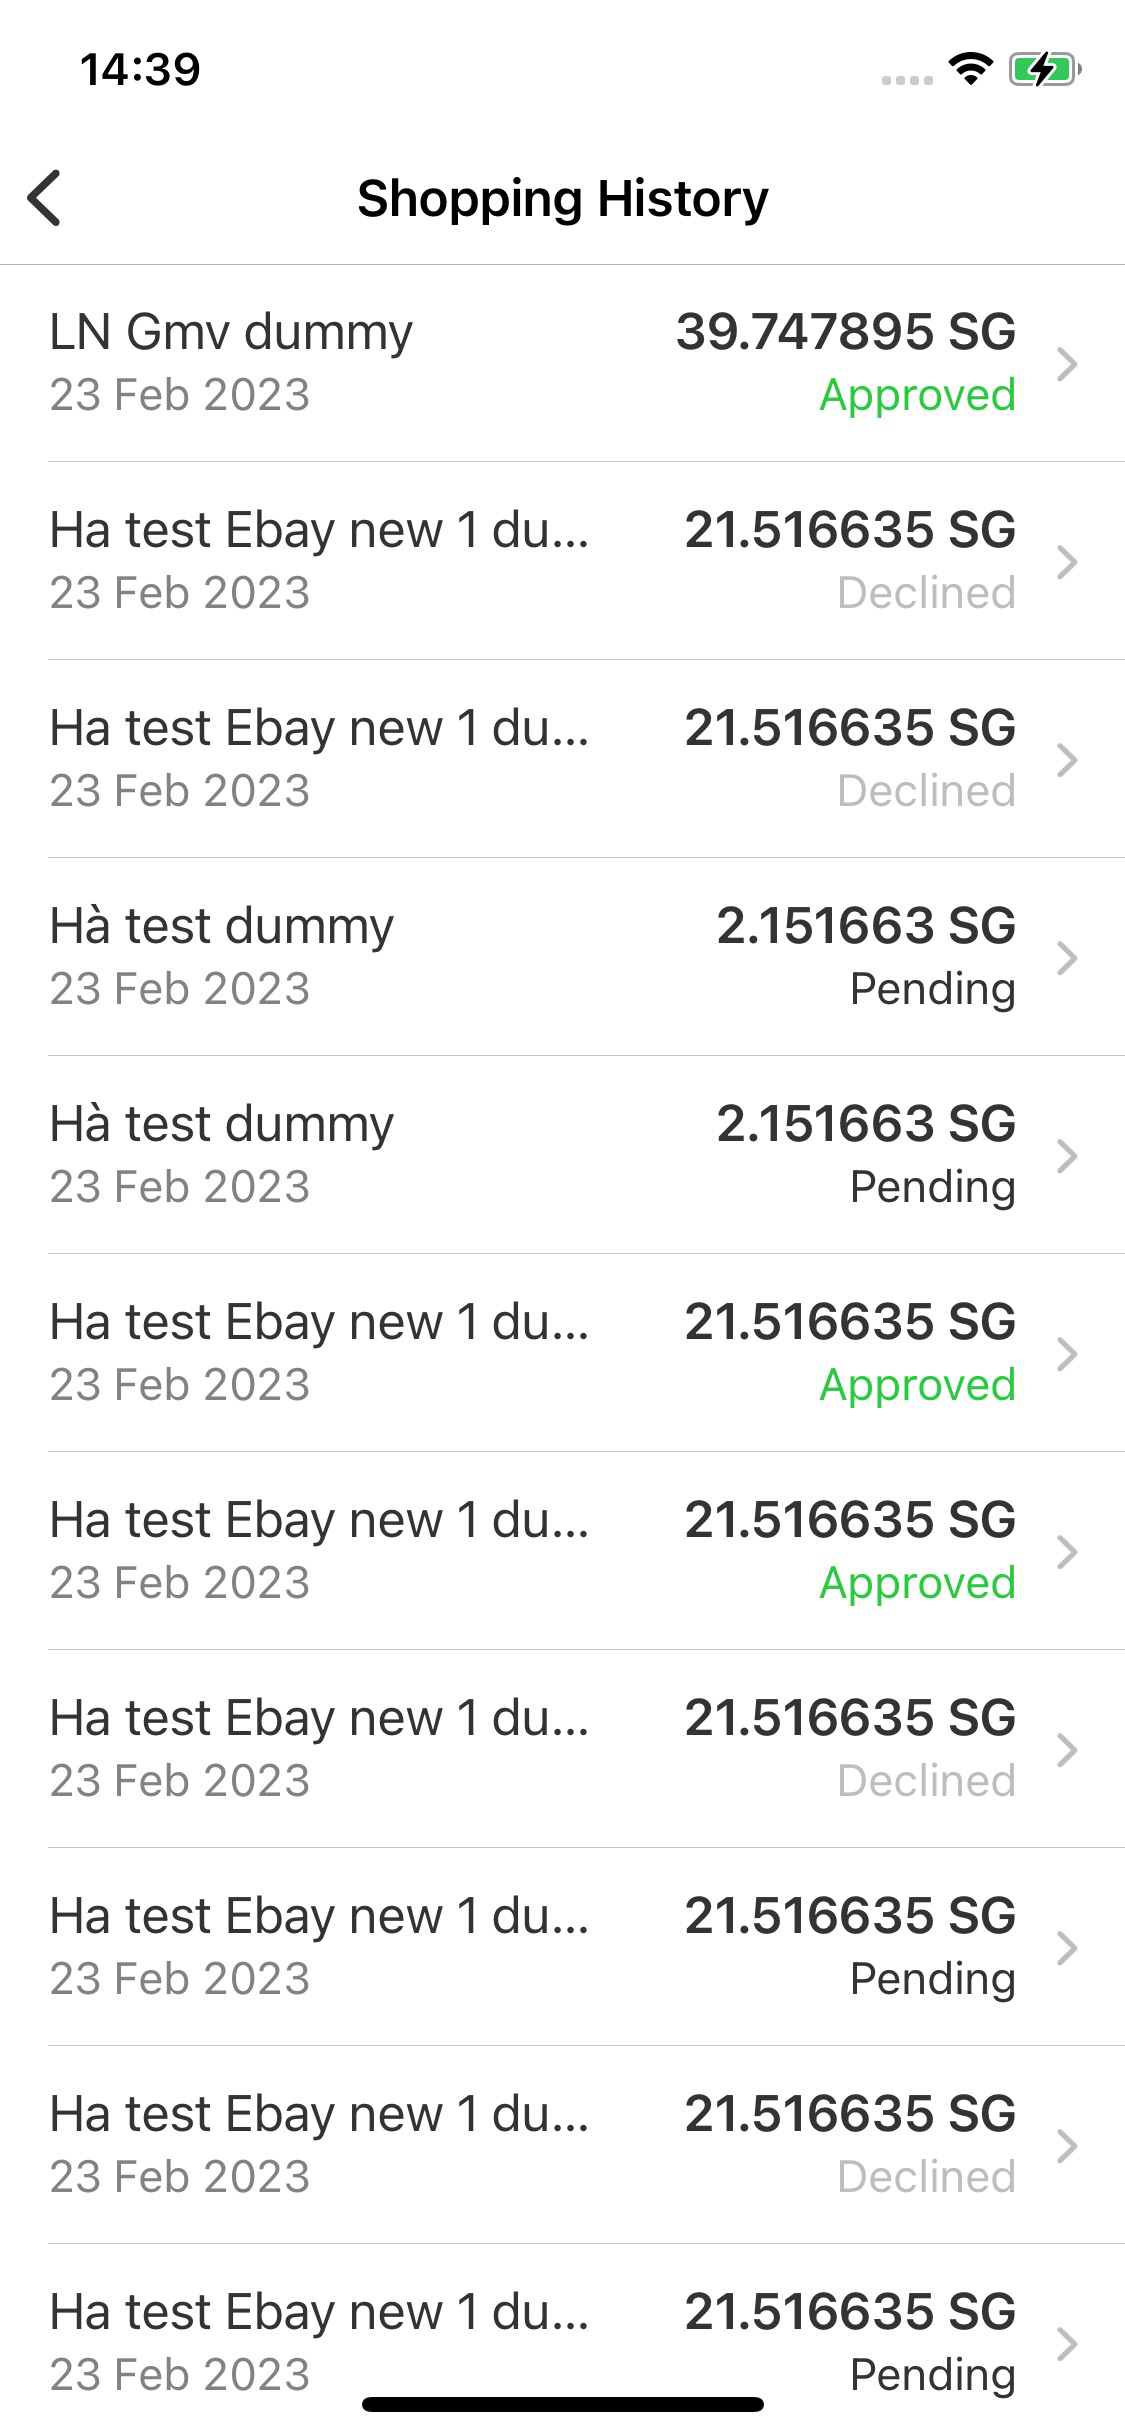 14:39
Shopping History
LN Gmv dummy 39.747895 SG
23 Feb 2023 Approved
Ha test Ebay new 1 du... 21.516635 SG
23 Feb 2023 Declined
Ha test Ebay new 1 du... 21.516635 SG
23 Feb 2023 Declined
Hà test dummy 2.151663 SG
23 Feb 2023 Pending
Hà test dummy 2.151663 SG
23 Feb 2023 Pending
Ha test Ebay new 1 du... 21.516635 SG
23 Feb 2023 Approved
Ha test Ebay new 1 du... 21.516635 SG
23 Feb 2023 Approved
Ha test Ebay new 1 du... 21.516635 SG
23 Feb 2023 Declined
Ha test Ebay new 1 du... 21.516635 SG
23 Feb 2023 Pending
Ha test Ebay new 1 du... 21.516635 SG
23 Feb 2023 Declined
Ha test Ebay new 1 du... 21.516635 SG
23 Feb 2023 Pending